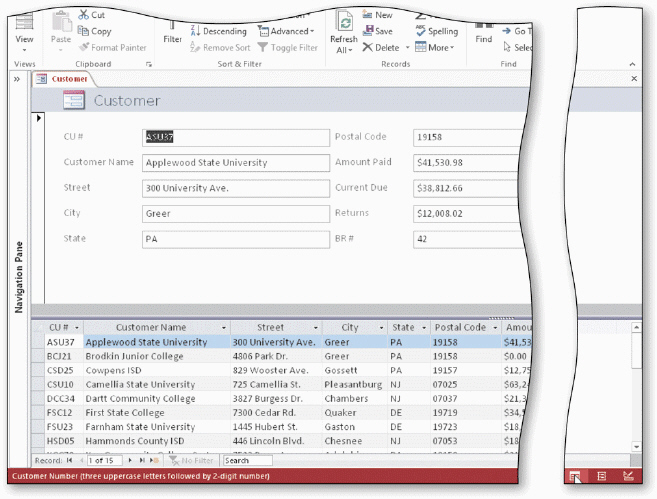 View
Views
Paste
Cut
Copy
Format Painter
Clipboard
Filter
Descending
Remove Sort
Advanced
Toggle Filter
Sort & Filter
Refresh
All
New
Save
Delete
Spelling
More
Records
Find
Go T
Selec
Find
Customer
Customer
CU # ASU37 Postal Code 19158
Customer Name Applewood State University Amount Paid $41,530.98
Street 300 University Ave. Current Due $38,812.66
City Greer Returns $12,008.02
State PA BR # 42
Navigation Pane
CU # Customer Name Street City State Postal Code Amou
ASU37 Applewood State University 300 University Ave. Greer PA 19158 $41,53
BCJ21 Brodkin Junior College 4806 Park Dr. Greer PA 19158 $0.00
CSD25 Cowpens ISD 829 Wooster Ave. Gossett PA 19157 $12,75
CSU10 Camellia State University 725 Camellia St. Pleasantburg NJ 07025 $63,2
DCC34 Dartt Community College 3827 Burgess Dr. Chambers NJ 07037 $21,3
FSC12 First State College 7300 Cedar Rd. Quaker DE 19719 $34,5
FSU23 Farnham State University 1445 Hubert St. Gaston DE 19723 $18
HSD05 Hammonds County ISD 446 Lincoln Blvd. Chesnee NJ 07053 $18
Record: 1 of 15 No Filter Search
Customer Number (three uppercase letters followed by 2-digit number)